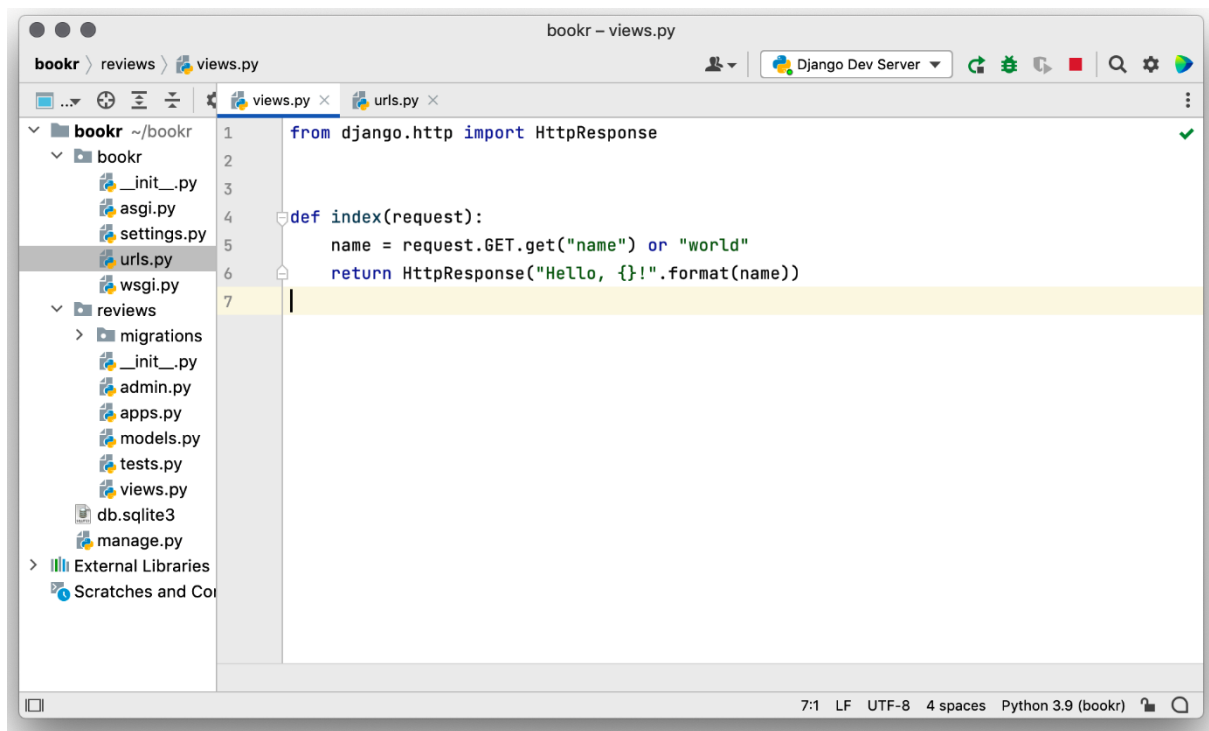 bookr – views.py
bookr 〉 reviews 〉 views.py
Django Dev Server
...
views.py ×
urls.py ×
bookr ~/bookr
bookr
__init__.py
asgi.py
settings.py
urls.py
wsgi.py
reviews
migrations
__init__.py
admin.py
apps.py
models.py
tests.py
views.py
db.sqlite3
manage.py
External Libraries
Scratches and Co
1 from django.http import HttpResponse
2
3
4 def index(request):
5     name = request.GET.get("name") or "world"
6     return HttpResponse("Hello, {}!".format(name))
7
7:1 LF UTF-8 4 spaces Python 3.9 (bookr)